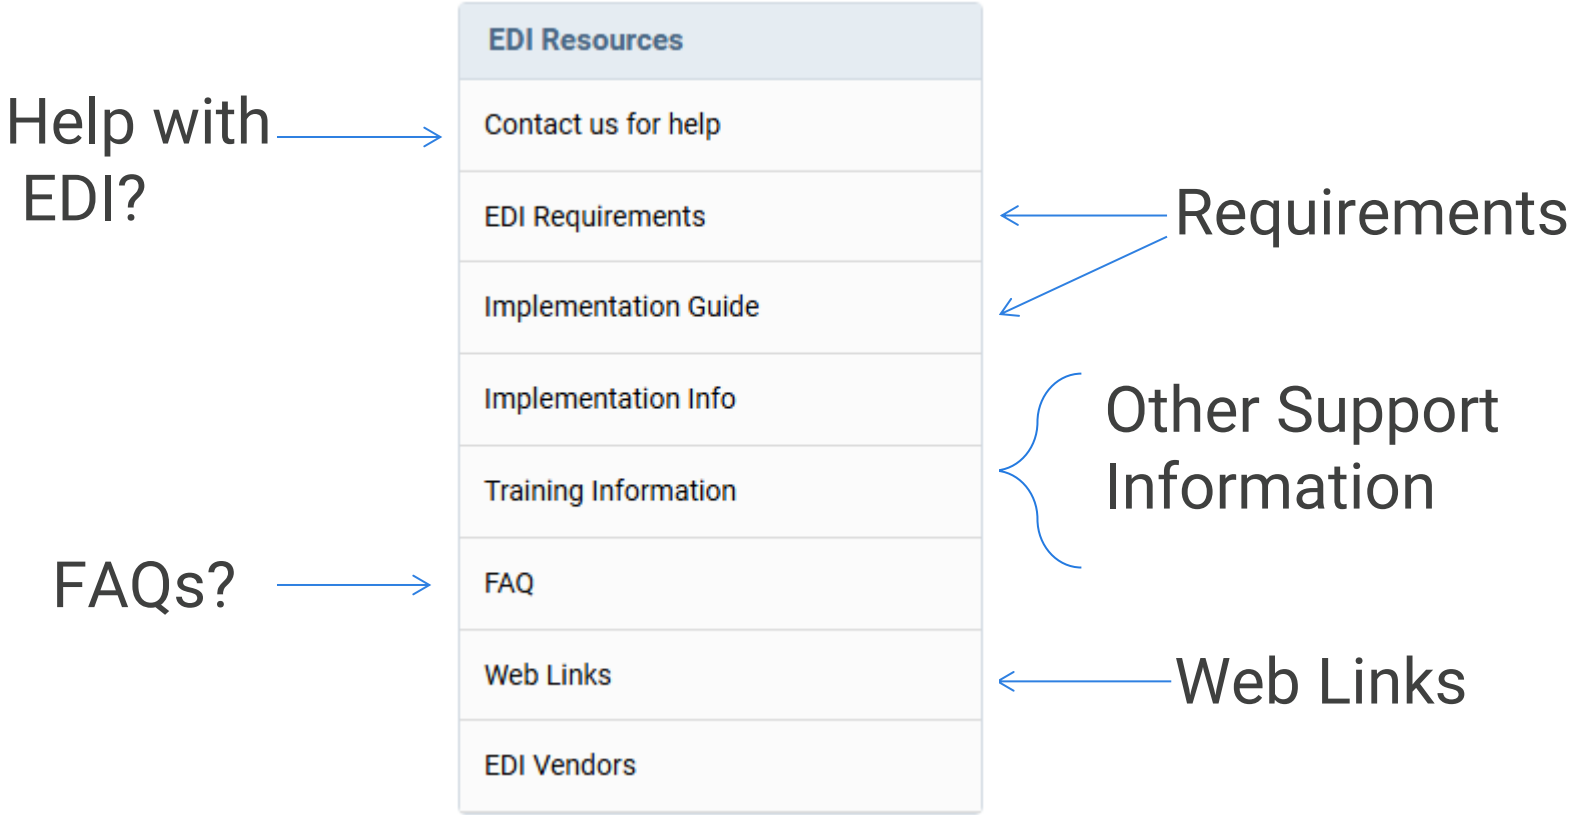 EDI Resources
Help with
EDI?
Contact us for help
EDI Requirements
Implementation Guide
Implementation Info
Training Information
FAQ
Web Links
EDI Vendors
FAQs?
Requirements
Other Support
Information
Web Links